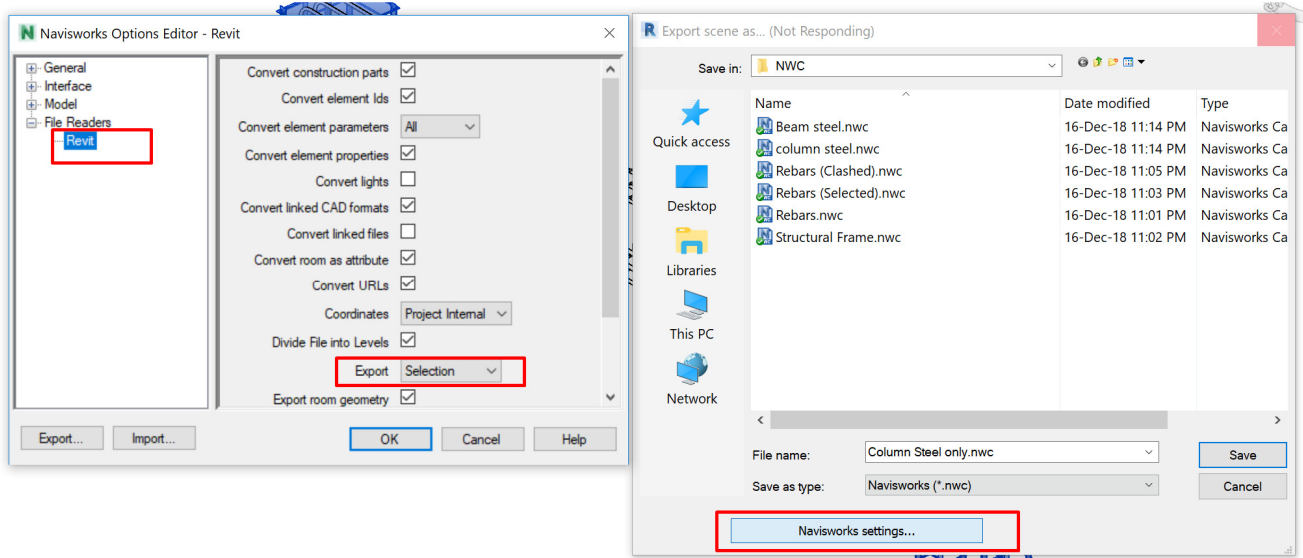 Navisworks Options Editor - Revit
General
Interface
Model
File Readers
Revit
Convert construction parts
Convert element Ids
Convert element parameters All
Convert element properties
Convert lights
Convert linked CAD formats
Convert linked files
Convert room as attribute
Convert URLs
Coordinates Project Internal
Divide File into Levels
Export Selection
Export room geometry
Export... Import... OK Cancel Help
Export scene as... (Not Responding)
Save in: NWC
Quick access
Desktop
Libraries
This PC
Network
Name Date modified Type
Beam steel.nwc 16-Dec-18 11:14 PM Navisworks Ca
column steel.nwc 16-Dec-18 11:14 PM Navisworks Ca
Rebars (Clashed).nwc 16-Dec-18 11:05 PM Navisworks Ca
Rebars (Selected).nwc 16-Dec-18 11:03 PM Navisworks Ca
Rebars.nwc 16-Dec-18 11:01 PM Navisworks Ca
Structural Frame.nwc 16-Dec-18 11:02 PM Navisworks Ca
File name: Column Steel only.nwc Save
Save as type: Navisworks (*.nwc) Cancel
Navisworks settings...